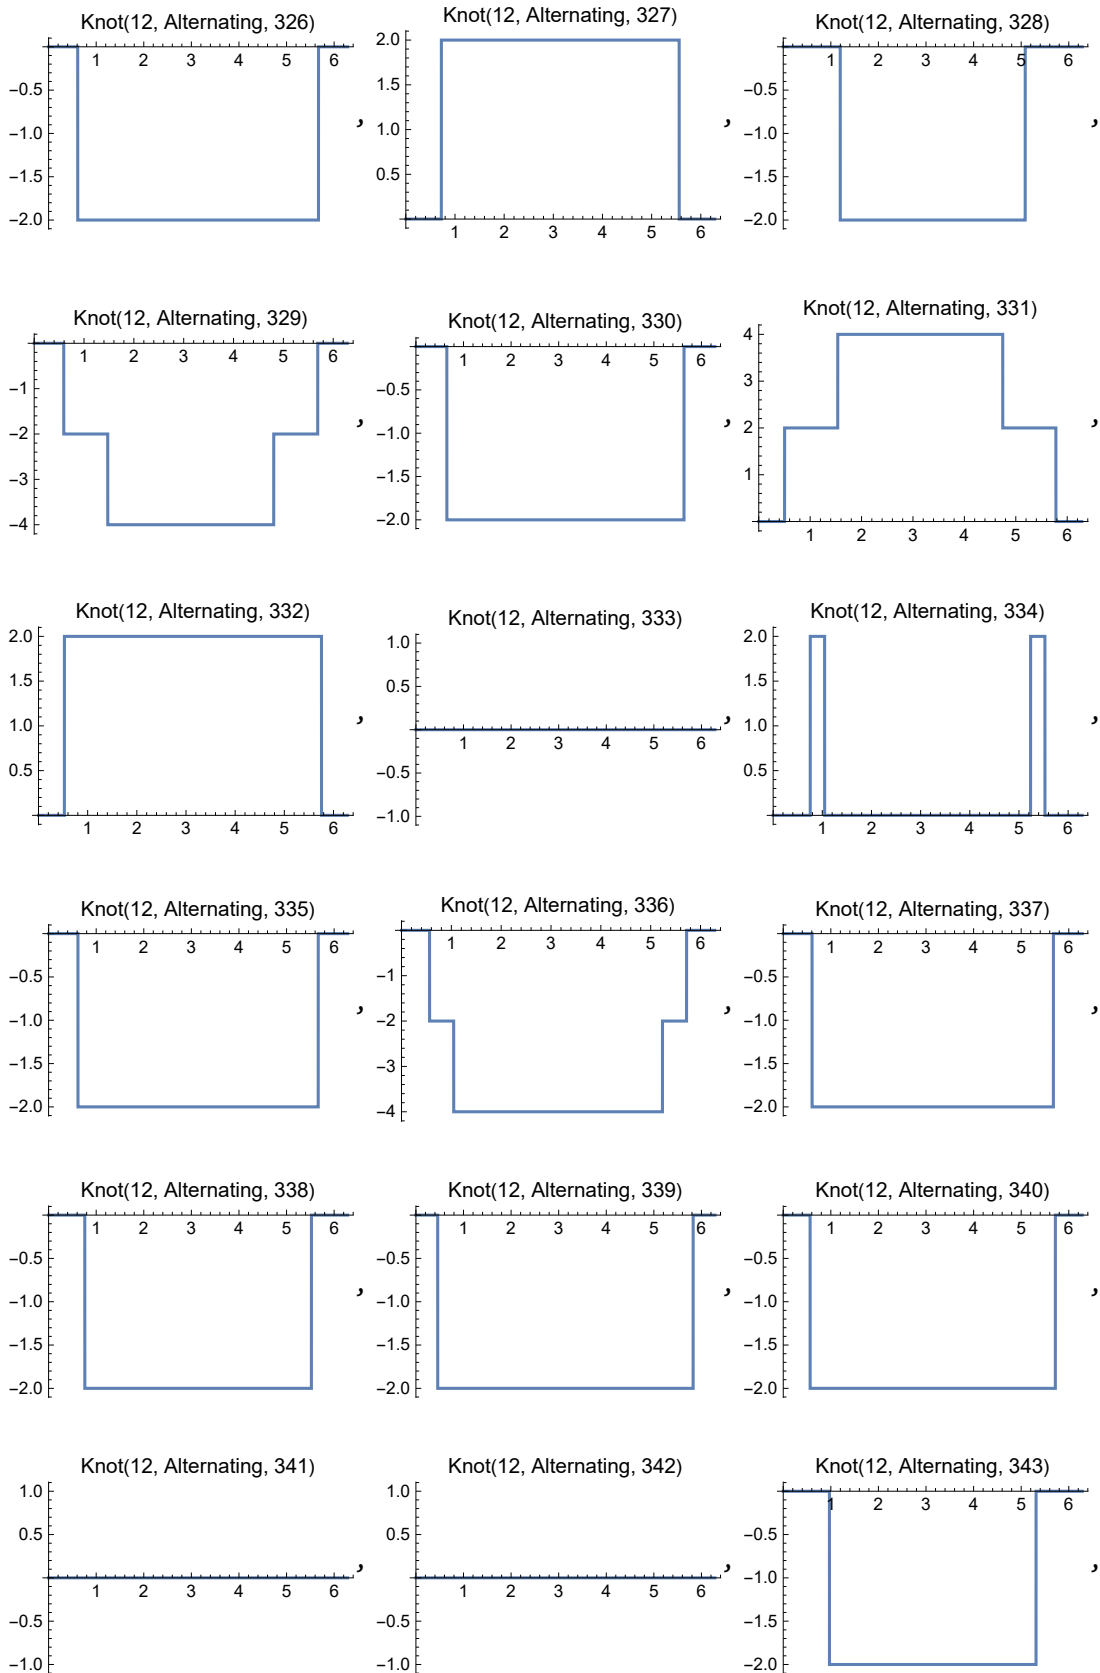 Knot(12, Alternating, 326)
1 2 3 4 5 6
−0.5
−1.0
−1.5
−2.0
,
Knot(12, Alternating, 327)
2.0
1.5
1.0
0.5
1 2 3 4 5 6
,
Knot(12, Alternating, 328)
1 2 3 4 5 6
−0.5
−1.0
−1.5
−2.0
,
Knot(12, Alternating, 329)
1 2 3 4 5 6
−1
−2
−3
−4
,
Knot(12, Alternating, 330)
1 2 3 4 5 6
−0.5
−1.0
−1.5
−2.0
,
Knot(12, Alternating, 331)
4
3
2
1
1 2 3 4 5 6
,
Knot(12, Alternating, 332)
2.0
1.5
1.0
0.5
1 2 3 4 5 6
,
Knot(12, Alternating, 333)
1.0
0.5
1 2 3 4 5 6
−0.5
−1.0
,
Knot(12, Alternating, 334)
2.0
1.5
1.0
0.5
1 2 3 4 5 6
,
Knot(12, Alternating, 335)
1 2 3 4 5 6
−0.5
−1.0
−1.5
−2.0
,
Knot(12, Alternating, 336)
1 2 3 4 5 6
−1
−2
−3
−4
,
Knot(12, Alternating, 337)
1 2 3 4 5 6
−0.5
−1.0
−1.5
−2.0
,
Knot(12, Alternating, 338)
1 2 3 4 5 6
−0.5
−1.0
−1.5
−2.0
,
Knot(12, Alternating, 339)
1 2 3 4 5 6
−0.5
−1.0
−1.5
−2.0
,
Knot(12, Alternating, 340)
1 2 3 4 5 6
−0.5
−1.0
−1.5
−2.0
,
Knot(12, Alternating, 341)
1.0
0.5
1 2 3 4 5 6
−0.5
−1.0
,
Knot(12, Alternating, 342)
1.0
0.5
1 2 3 4 5 6
−0.5
−1.0
,
Knot(12, Alternating, 343)
1 2 3 4 5 6
−0.5
−1.0
−1.5
−2.0
,